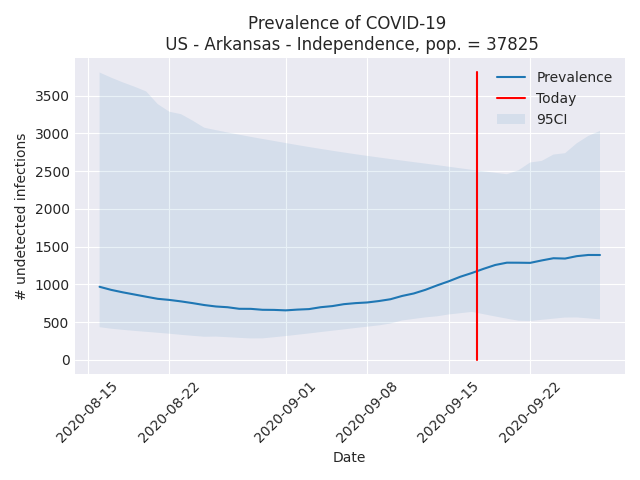 Prevalence of COVID-19
US - Arkansas - Independence, pop. = 37825
Prevalence
Today
95CI
# undetected infections
3500
3000
2500
2000
1500
1000
500
0
2020-08-15
2020-08-22
2020-09-01
2020-09-08
2020-09-15
2020-09-22
Date